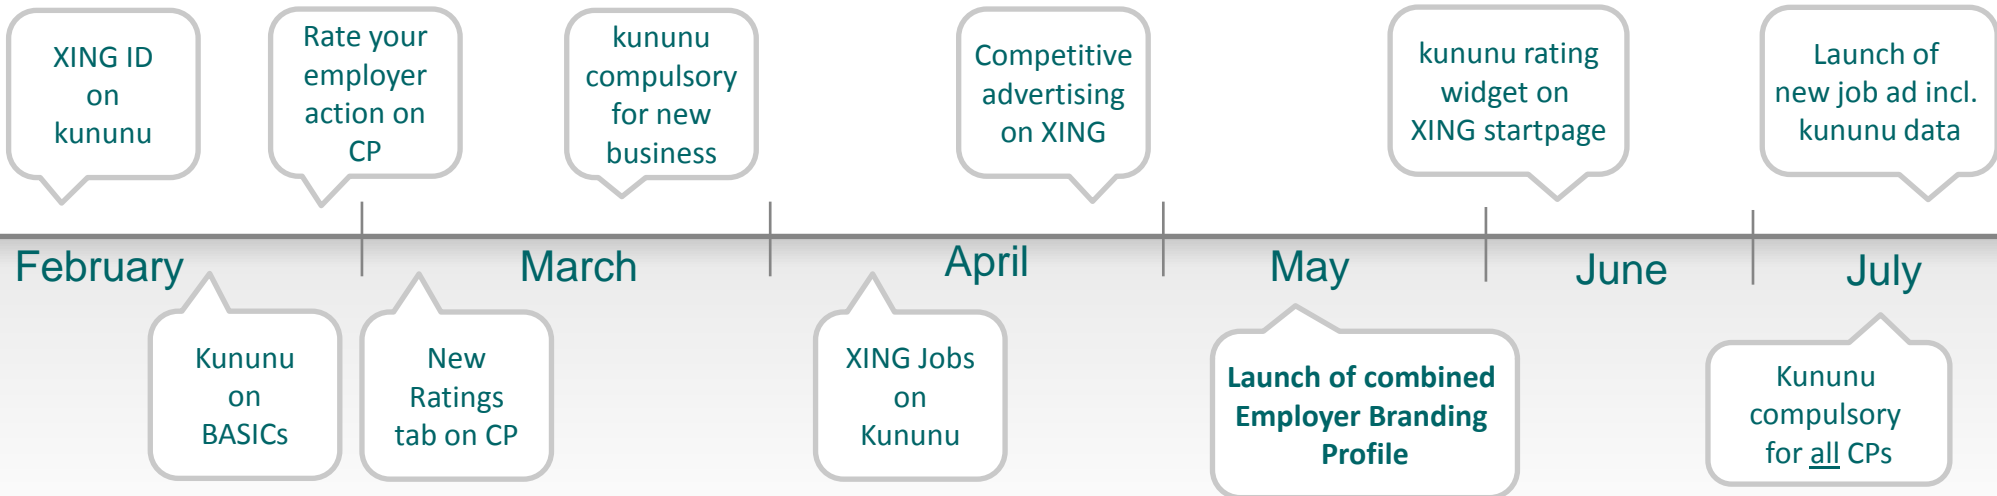 XING ID
on
kununu
Rate your
employer
action on
CP
kununu
compulsory
for new
business
Competitive
advertising
on XING
kununu rating
widget on
XING startpage
Launch of
new job ad incl.
kununu data
February
March
April
May
June
July
Kununu
on
BASICs
New
Ratings
tab on CP
XING Jobs
on
Kununu
Launch of combined
Employer Branding
Profile
Kununu
compulsory
for all CPs